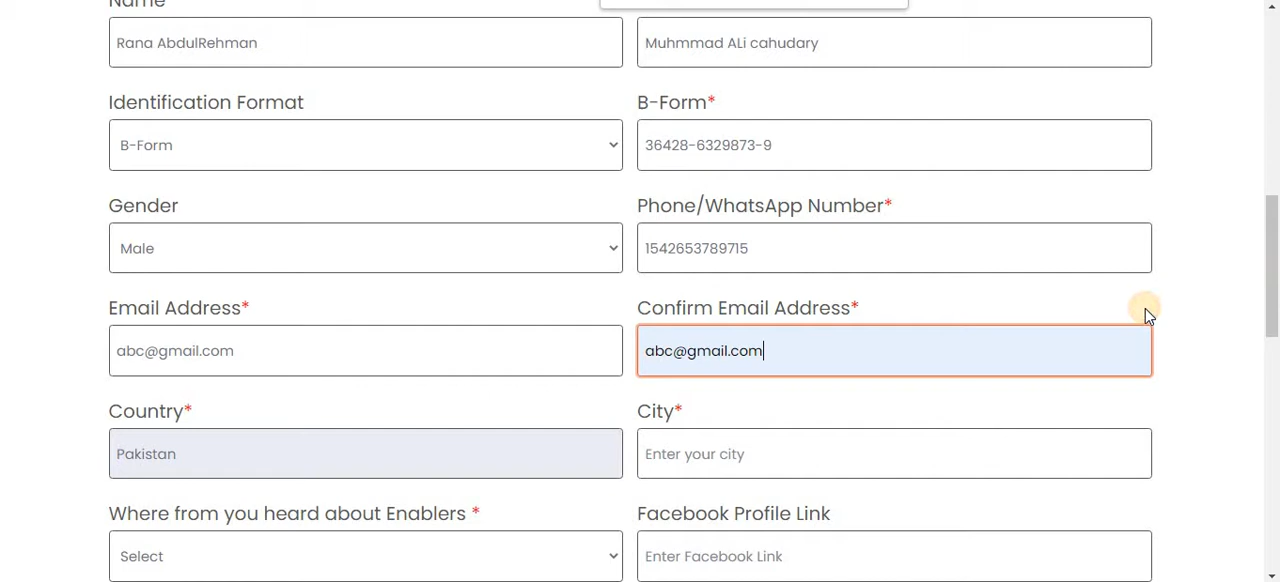 Name
Rana AbdulRehman
Muhmmad ALi cahudary
Identification Format
B-Form*
B-Form
36428-6329873-9
Gender
Phone/WhatsApp Number*
Male
1542653789715
Email Address*
Confirm Email Address*
abc@gmail.com
abc@gmail.com
Country*
City*
Pakistan
Enter your city
Where from you heard about Enablers *
Facebook Profile Link
Select
Enter Facebook Link